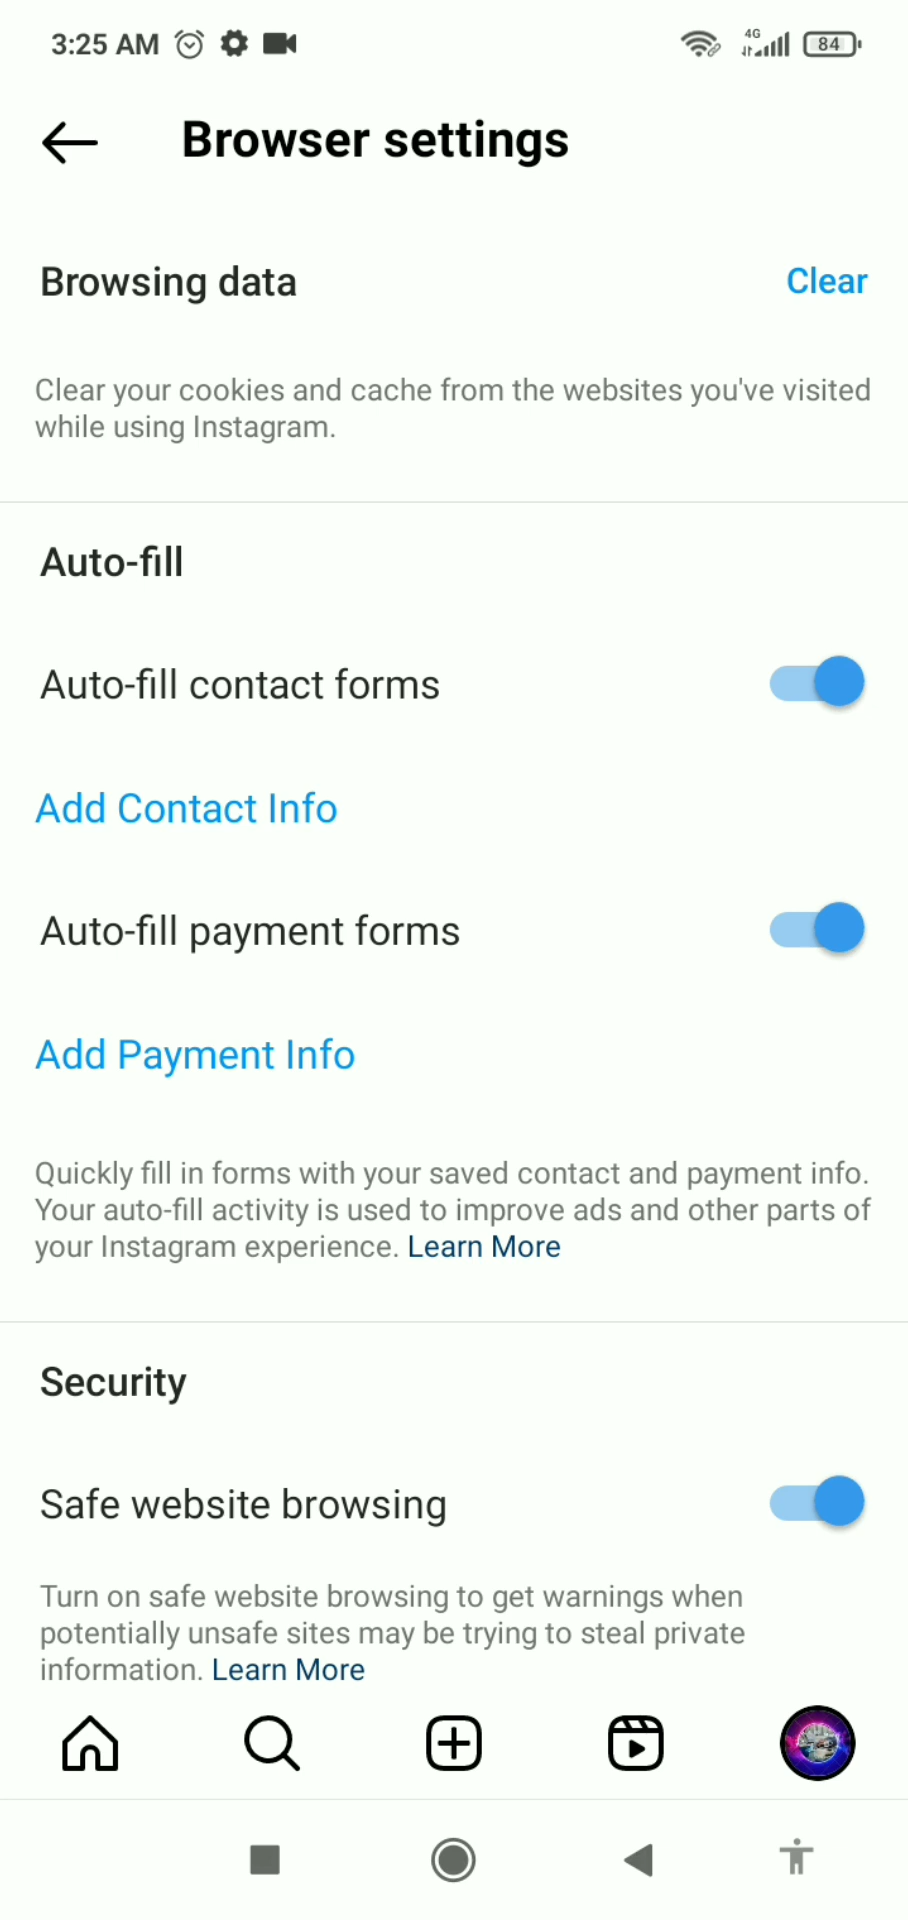 3:25 AM
4G
84
Browser settings
Browsing data
Clear
Clear your cookies and cache from the websites you've visited
while using Instagram.
Auto-fill
Auto-fill contact forms
Add Contact Info
Auto-fill payment forms
Add Payment Info
Quickly fill in forms with your saved contact and payment info.
Your auto-fill activity is used to improve ads and other parts of
your Instagram experience. Learn More
Security
Safe website browsing
Turn on safe website browsing to get warnings when
potentially unsafe sites may be trying to steal private
information. Learn More